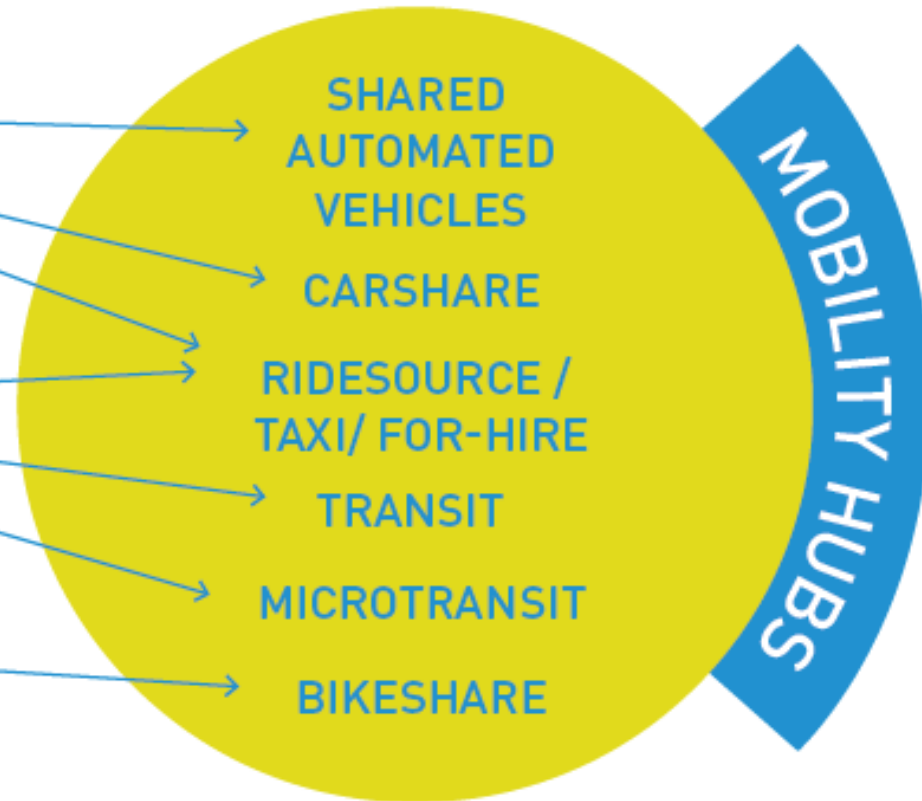 SHARED
AUTOMATED
VEHICLES
CARSHARE
RIDESOURCE /
TAXI/ FOR-HIRE
TRANSIT
MICROTRANSIT
BIKESHARE
MOBILITY HUBS